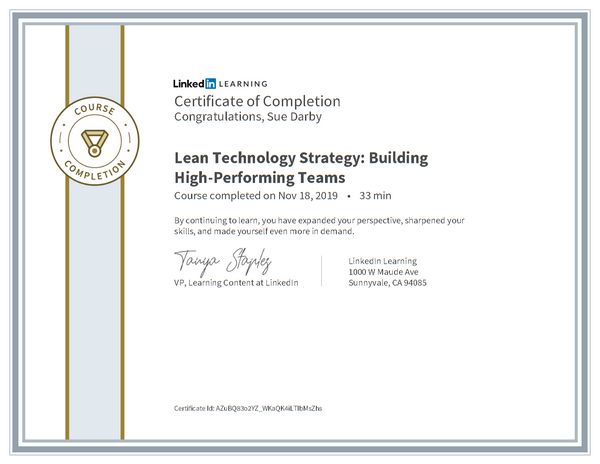 COURSE
COMPLETION
Linked in LEARNING
Certificate of Completion
Congratulations, Sue Darby
Lean Technology Strategy: Building
High-Performing Teams
Course completed on Nov 18, 2019 • 33 min
By continuing to learn, you have expanded your perspective, sharpened your
skills, and made yourself even more in demand.
Tanya Staples
VP, Learning Content at LinkedIn
LinkedIn Learning
1000 W Maude Ave
Sunnyvale, CA 94085
Certificate Id: